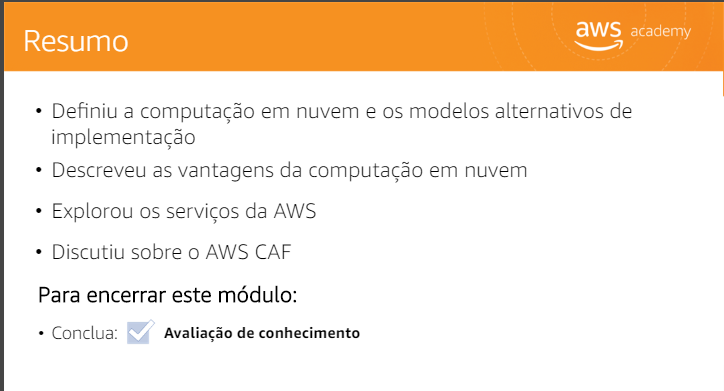 Resumo
aws academy
• Definiu a computação em nuvem e os modelos alternativos de
implementação
• Descreveu as vantagens da computação em nuvem
• Explorou os serviços da AWS
• Discutiu sobre o AWS CAF
Para encerrar este módulo:
• Conclua: Avaliação de conhecimento